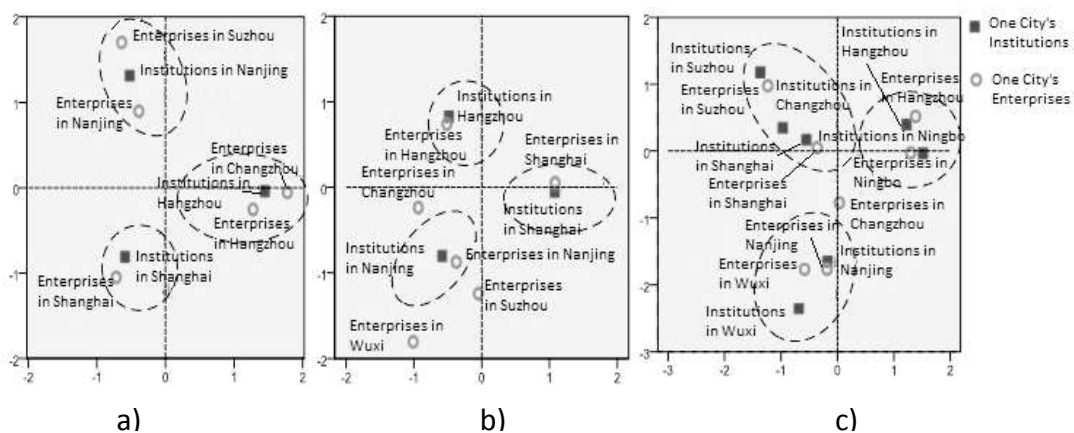 2
Enterprises in Suzhou
Institutions in Nanjing
Enterprises
in Nanjing
1
Enterprises
in Changzhou
0
Institutions in
Hangzhou
Enterprises
in Hangzhou
Institutions
in Shanghai
-1
Enterprises
in Shanghai
-2
-2 -1 0 1 2
a)
2
1
Institutions in
Hangzhou
Enterprises
in Hangzhou
Enterprises in
Shanghai
Enterprises in
Changzhou
0
Institutions
in Shanghai
Institutions
in Nanjing
Enterprises in Nanjing
-1
Enterprises
in Suzhou
Enterprises in
Wuxi
-2
-2 -1 0 1 2
b)
2
Institutions in
Hangzhou
Institutions
in Suzhou
1
Enterprises
in Suzhou
Institutions in
Changzhou
Enterprises
in Hangzhou
Institutions in Ningbo
0
Institutions
in Shanghai
Enterprises in
Ningbo
Enterprises
in Shanghai
-1
Enterprises in
Changzhou
Enterprises in
Nanjing
Institutions in
Nanjing
Enterprises
in Wuxi
-2
Institutions
in Wuxi
-3
-3 -2 -1 0 1 2
c)
One City's
Institutions
One City's
Enterprises